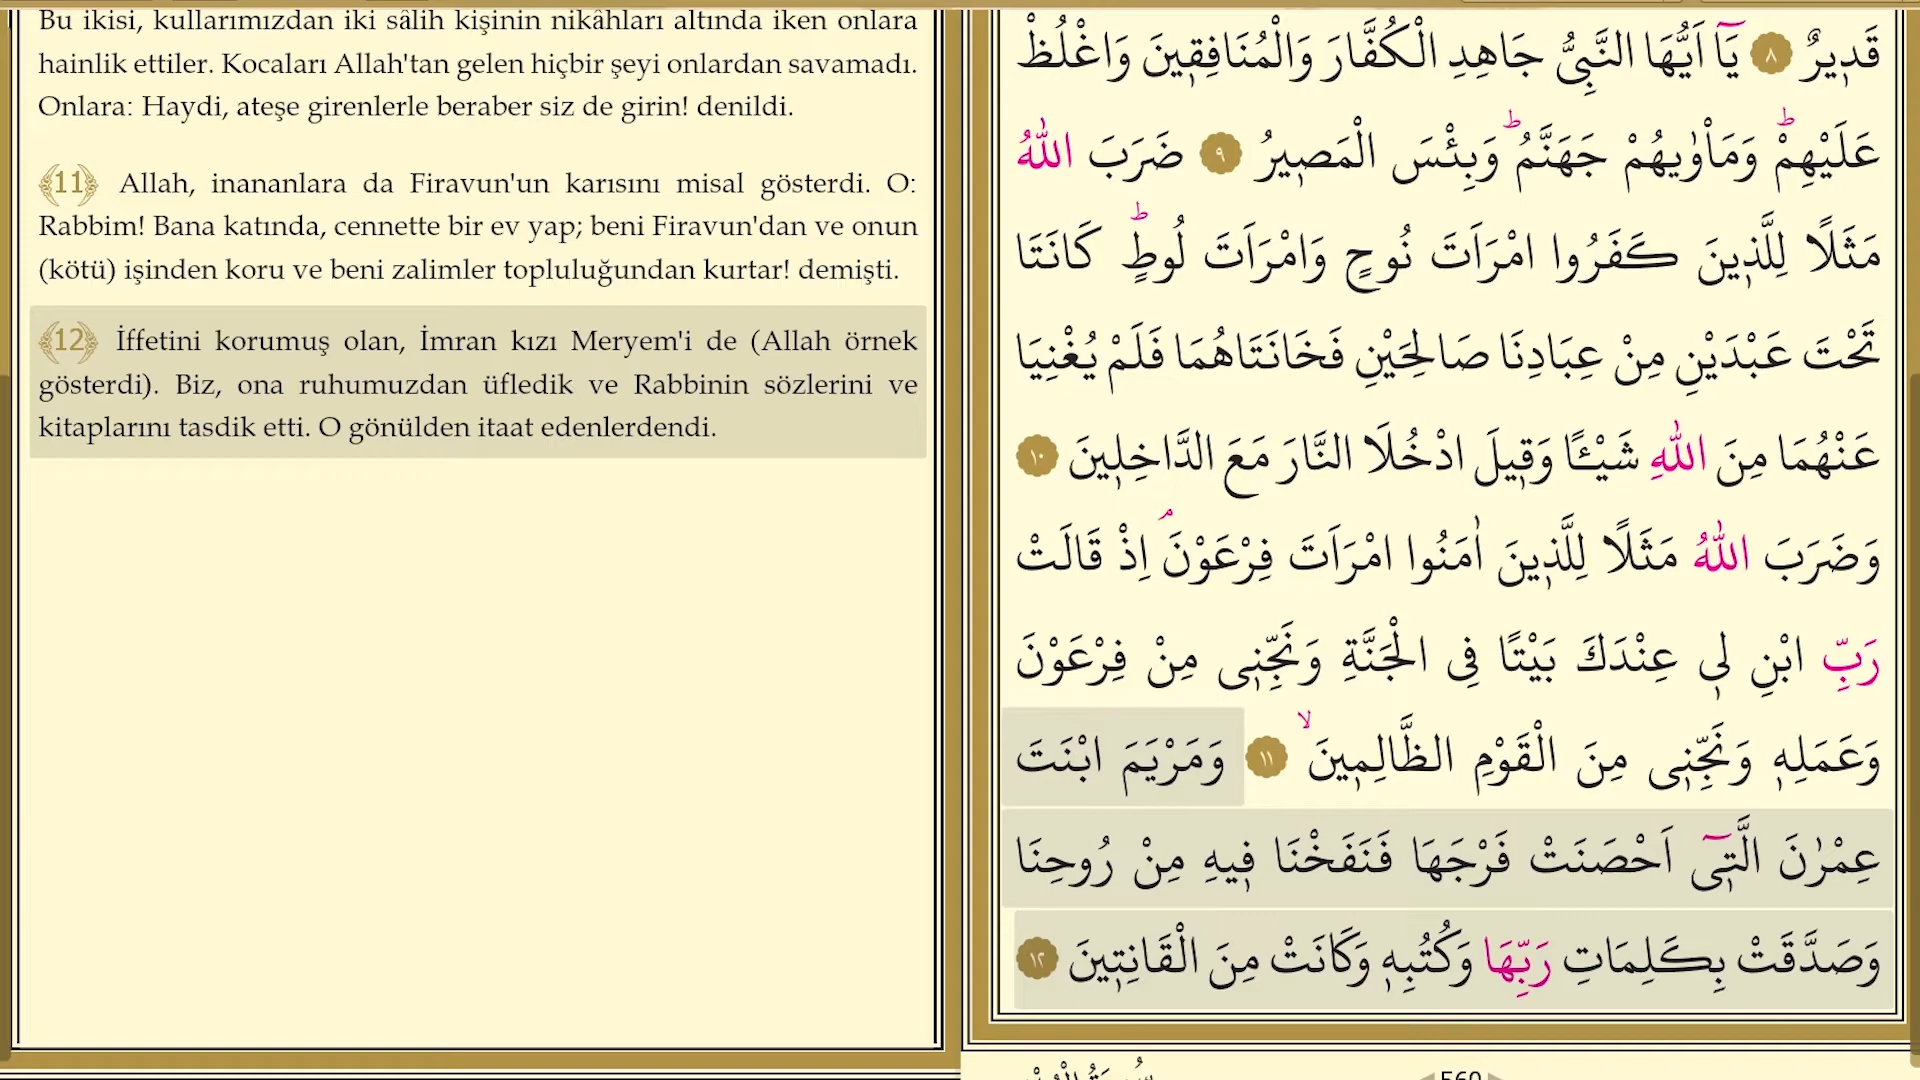 Bu ikisi, kullarımızdan iki sâlih kişinin nikâhları altında iken onlara
hainlik ettiler. Kocaları Allah'tan gelen hiçbir şeyi onlardan savamadı.
Onlara: Haydi, ateşe girenlerle beraber siz de girin! denildi.
11 Allah, inananlara da Firavun'un karısını misal gösterdi. O:
Rabbim! Bana katında, cennette bir ev yap; beni Firavun'dan ve onun
(kötü) işinden koru ve beni zalimler topluluğundan kurtar! demişti.
12 İffetini korumuş olan, İmran kızı Meryem'i de (Allah örnek
gösterdi). Biz, ona ruhumuzdan üfledik ve Rabbinin sözlerini ve
kitaplarını tasdik etti. O gönülden itaat edenlerdendi.
قَد۪يرٌ ٨ يَٓا اَيُّهَا النَّبِيُّ جَاهِدِ الْكُفَّارَ وَالْمُنَافِق۪ينَ وَاغْلُظْ
عَلَيْهِمْۜ وَمَأْوٰيهُمْ جَهَنَّمُۜ وَبِئْسَ الْمَص۪يرُ ٩ ضَرَبَ اللّٰهُ
مَثَلًا لِلَّذ۪ينَ كَفَرُوا امْرَاَتَ نُوحٍ وَامْرَاَتَ لُوطٍۜ كَانَتَا
تَحْتَ عَبْدَيْنِ مِنْ عِبَادِنَا صَالِحَيْنِ فَخَانَتَاهُمَا فَلَمْ يُغْنِيَا
عَنْهُمَا مِنَ اللّٰهِ شَيْـًٔا وَق۪يلَ ادْخُلَا النَّارَ مَعَ الدَّاخِل۪ينَ ١٠
وَضَرَبَ اللّٰهُ مَثَلًا لِلَّذ۪ينَ اٰمَنُوا امْرَاَتَ فِرْعَوْنَۢ اِذْ قَالَتْ
رَبِّ ابْنِ ل۪ي عِنْدَكَ بَيْتًا فِي الْجَنَّةِ وَنَجِّن۪ي مِنْ فِرْعَوْنَ
وَعَمَلِه۪ وَنَجِّن۪ي مِنَ الْقَوْمِ الظَّالِم۪ينَۙ ١١ وَمَرْيَمَ ابْنَتَ
عِمْرٰنَ الَّت۪ٓي اَحْصَنَتْ فَرْجَهَا فَنَفَخْنَا ف۪يهِ مِنْ رُوحِنَا
وَصَدَّقَتْ بِكَلِمَاتِ رَبِّهَا وَكُتُبِه۪ وَكَانَتْ مِنَ الْقَانِت۪ينَ ١٢
560